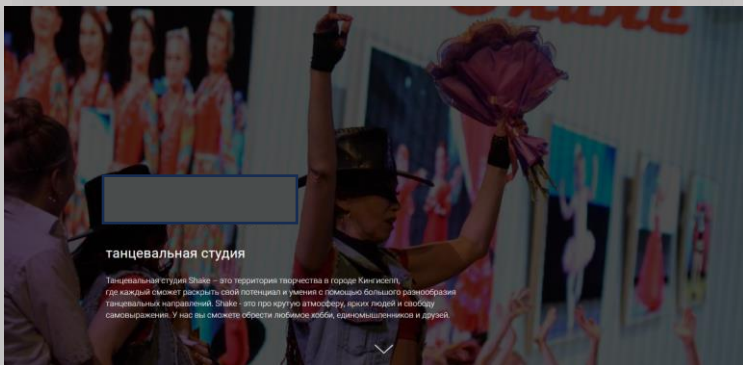 танцевальная студия
Танцевальная студия Shake – это территория творчества в городе Кингисепп,
где каждый сможет раскрыть свой потенциал и умения с помощью большого разнообразия
танцевальных направлений. Shake - это про крутую атмосферу, ярких людей и свободу
самовыражения. У нас вы сможете обрести любимое хобби, единомышленников и друзей.